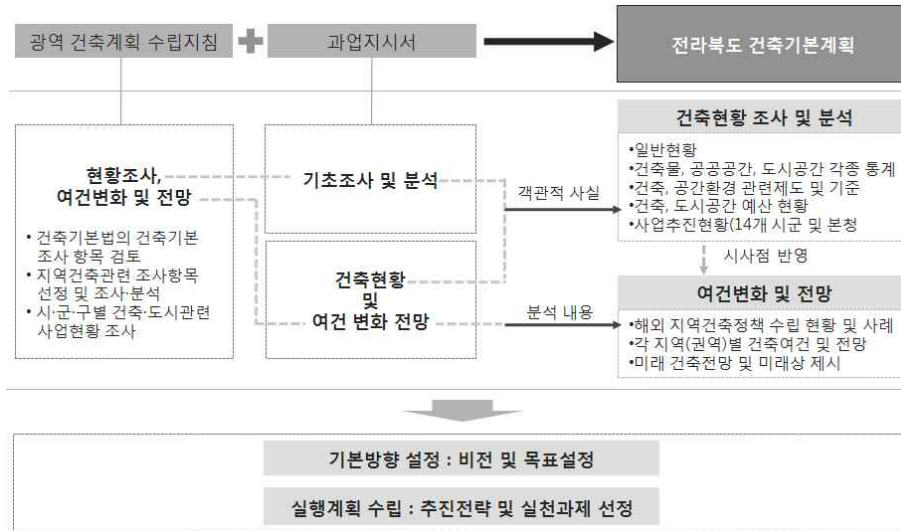 광역 건축계획 수립지침
과업지시서
전라북도 건축기본계획
현황조사,
여건변화 및 전망
• 건축기본법의 건축기본
조사 항목 검토
• 지역건축관련 조사항목
선정 및 조사·분석
• 시·군·구별 건축·도시관련
사업현황 조사
기초조사 및 분석
건축현황
및
여건 변화 전망
객관적 사실
분석 내용
건축현황 조사 및 분석
•일반현황
•건축물, 공공공간, 도시공간 각종 통계
•건축, 공간환경 관련제도 및 기준
•건축, 도시공간 예산 현황
•사업추진현황(14개 시군 및 본청
시사점 반영
여건변화 및 전망
•해외 지역건축정책 수립 현황 및 사례
•각 지역(권역)별 건축여건 및 전망
•미래 건축전망 및 미래상 제시
기본방향 설정 : 비전 및 목표설정
실행계획 수립 : 추진전략 및 실천과제 선정